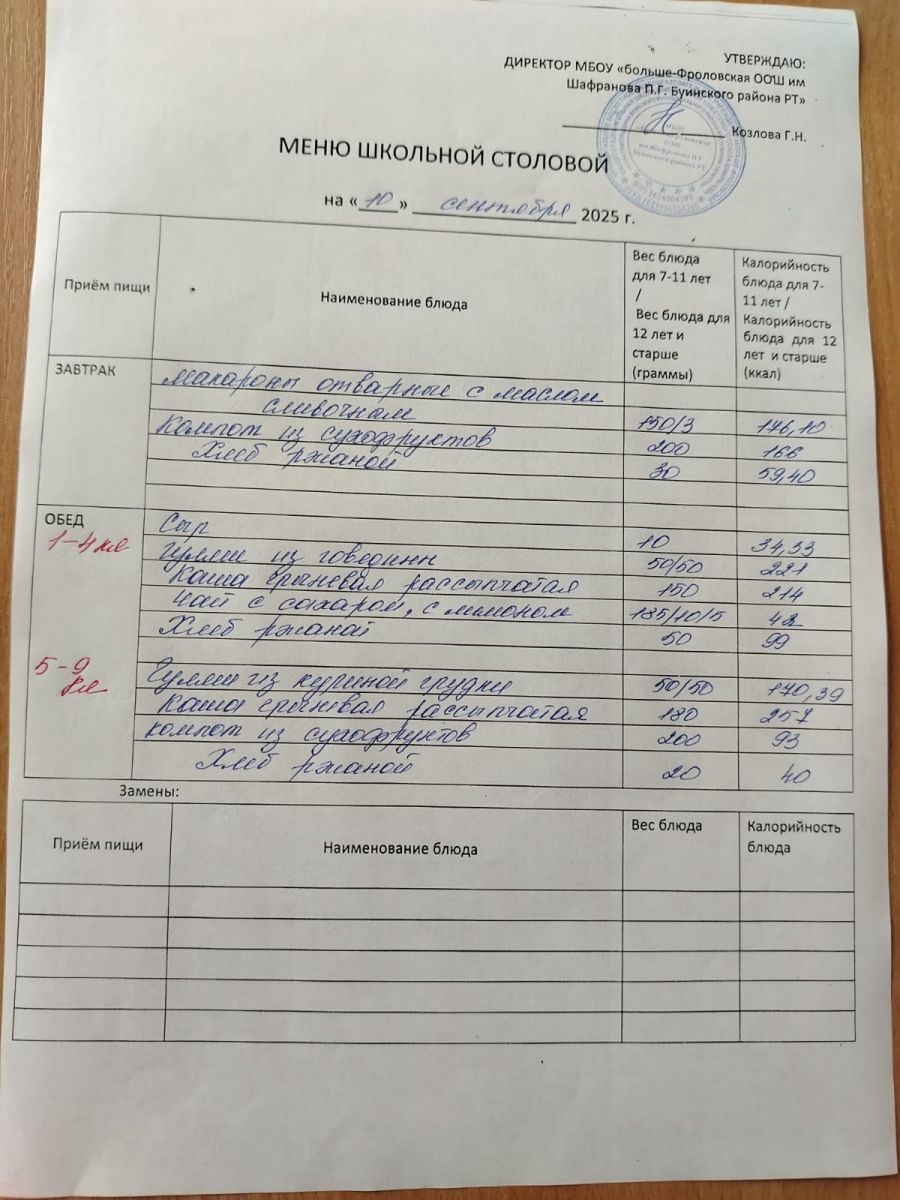 УТВЕРЖДАЮ:
ДИРЕКТОР МБОУ «больше-Фроловская ООШ им
Шафранова П.Г. Буинского района РТ»
Козлова Г.Н.
МЕНЮ ШКОЛЬНОЙ СТОЛОВОЙ
на «10» сентября 2025 г.
Приём пищи
Наименование блюда
Вес блюда
для 7-11 лет
/
Вес блюда для
12 лет и
старше
(граммы)
Калорийность
блюда для 7-
11 лет /
Калорийность
блюда для 12
лет и старше
(ккал)
ЗАВТРАК
Макароны отварные с маслом
сливочным 150/3 176,10
Компот из сухофруктов 200 166
Хлеб ржаной 30 59,40
ОБЕД
1-4 кл
Сыр 10 34,33
Гуляш из говядины 50/50 221
Каша гречневая рассыпчатая 150 214
Чай с сахаром, с лимоном 185/10/5 42
Хлеб ржаной 50 99
5-9
кл
Гуляш из куриной грудки 50/50 170,39
Каша гречневая рассыпчатая 180 257
компот из сухофруктов 200 93
Хлеб ржаной 20 40
Замены:
Приём пищи
Наименование блюда
Вес блюда
Калорийность
блюда